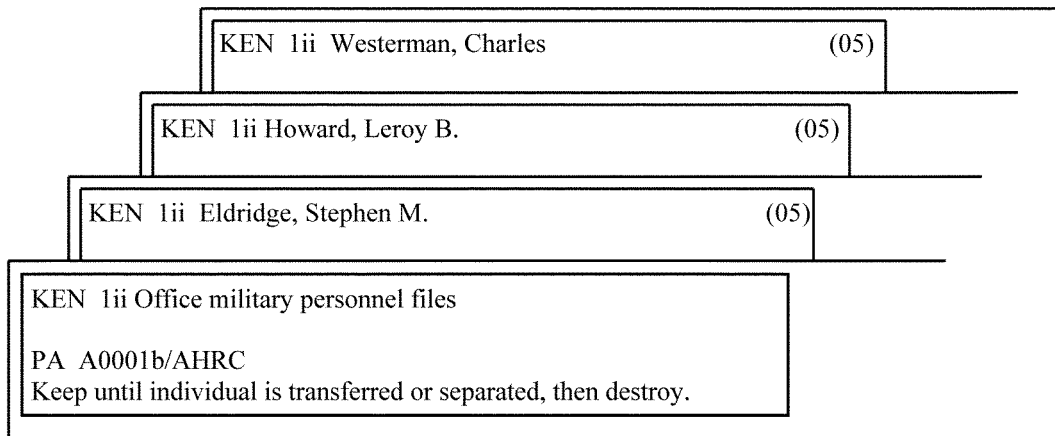 KEN 1ii Westerman, Charles (05)
KEN 1ii Howard, Leroy B. (05)
KEN 1ii Eldridge, Stephen M. (05)
KEN 1ii Office military personnel files
PA A0001b/AHRC
Keep until individual is transferred or separated, then destroy.